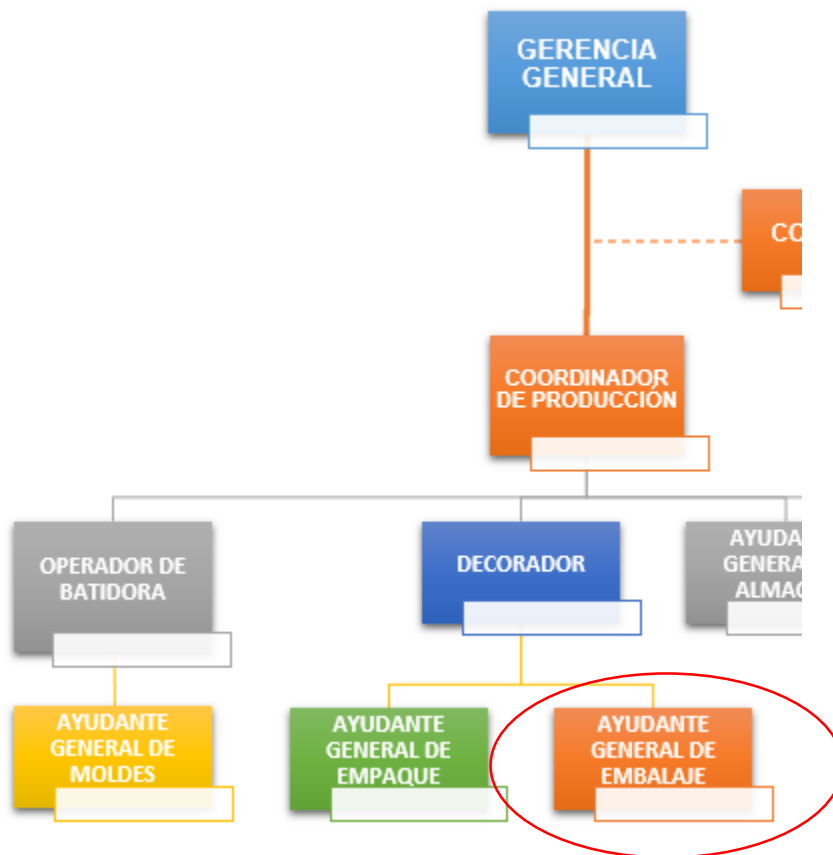 GERENCIA
GENERAL
COORDINADOR
DE PRODUCCIÓN
OPERADOR DE
BATIDORA
DECORADOR
AYUDANTE
GENERAL DE
MOLDES
AYUDANTE
GENERAL DE
EMPAQUE
AYUDANTE
GENERAL DE
EMBALAJE